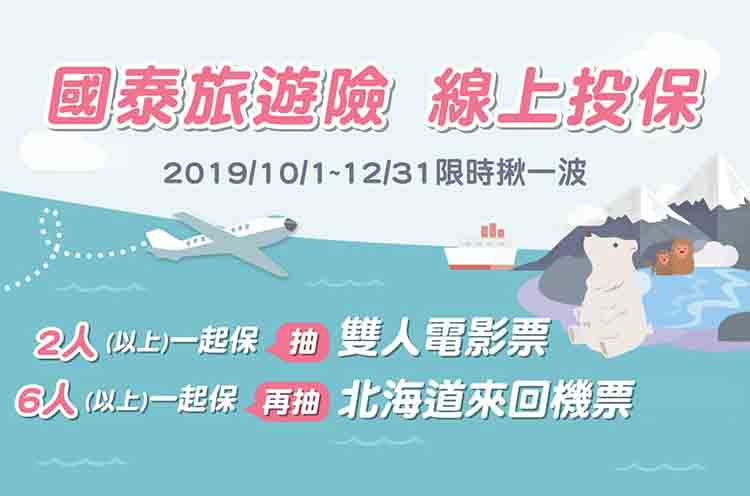 國泰旅遊險 線上投保
2019/10/1~12/31限時揪一波
2人(以上)一起保 抽 雙人電影票
6人(以上)一起保 再抽 北海道來回機票